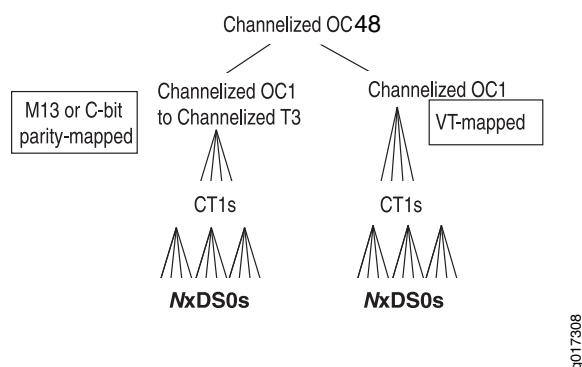 Channelized OC48
M13 or C-bit
parity-mapped
Channelized OC1
to Channelized T3
Channelized OC1
VT-mapped
CT1s
CT1s
NxDS0s
NxDS0s
g017308